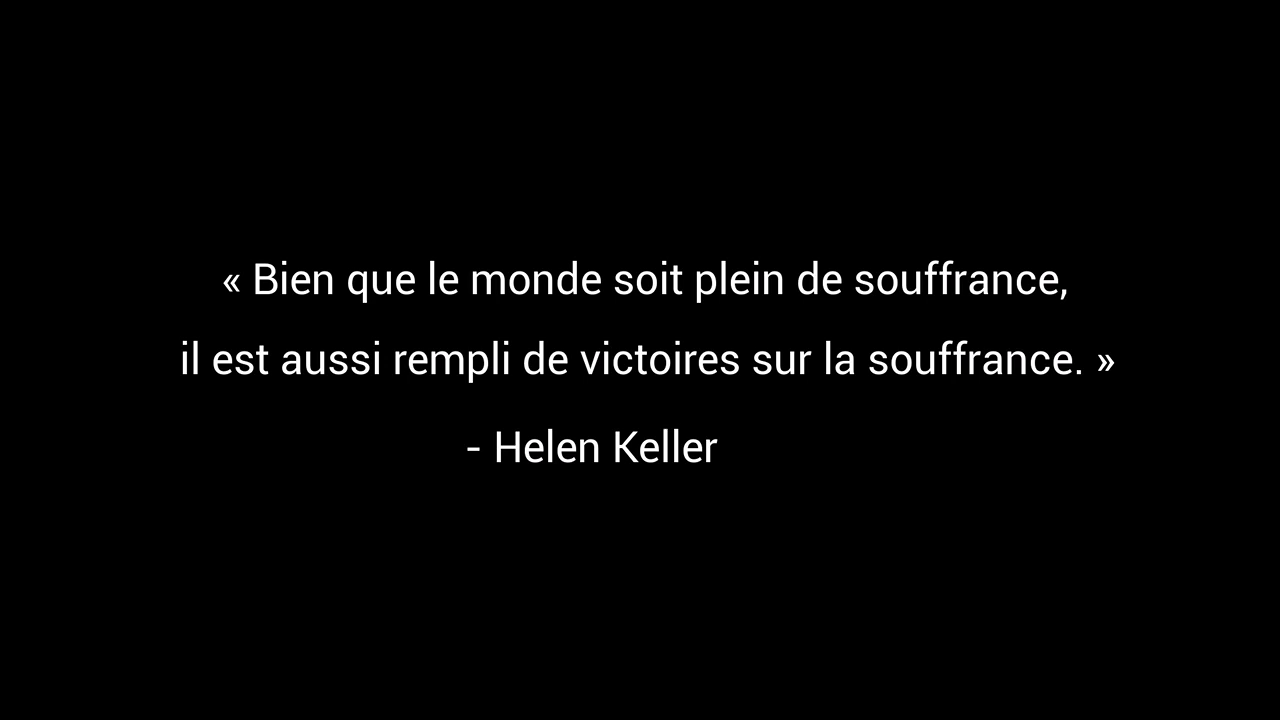 « Bien que le monde soit plein de souffrance,
il est aussi rempli de victoires sur la souffrance. »
- Helen Keller